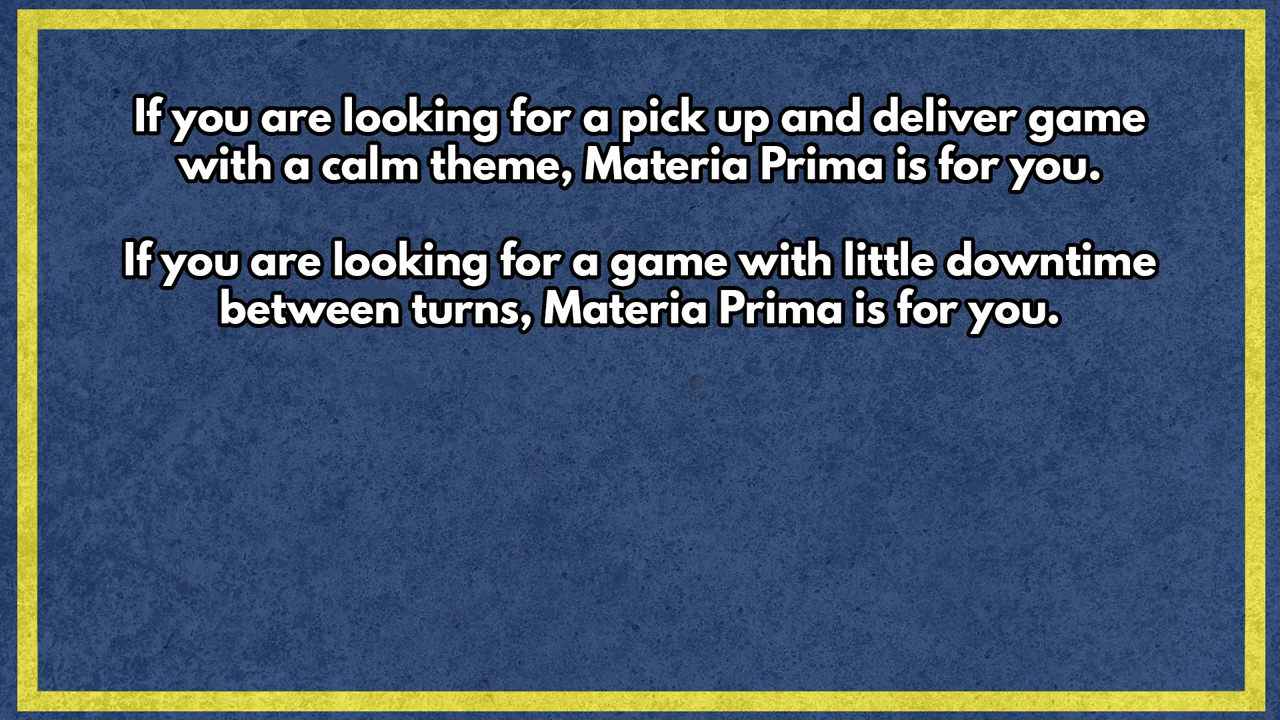 If you are looking for a pick up and deliver game
with a calm theme, Materia Prima is for you.
If you are looking for a game with little downtime
between turns, Materia Prima is for you.